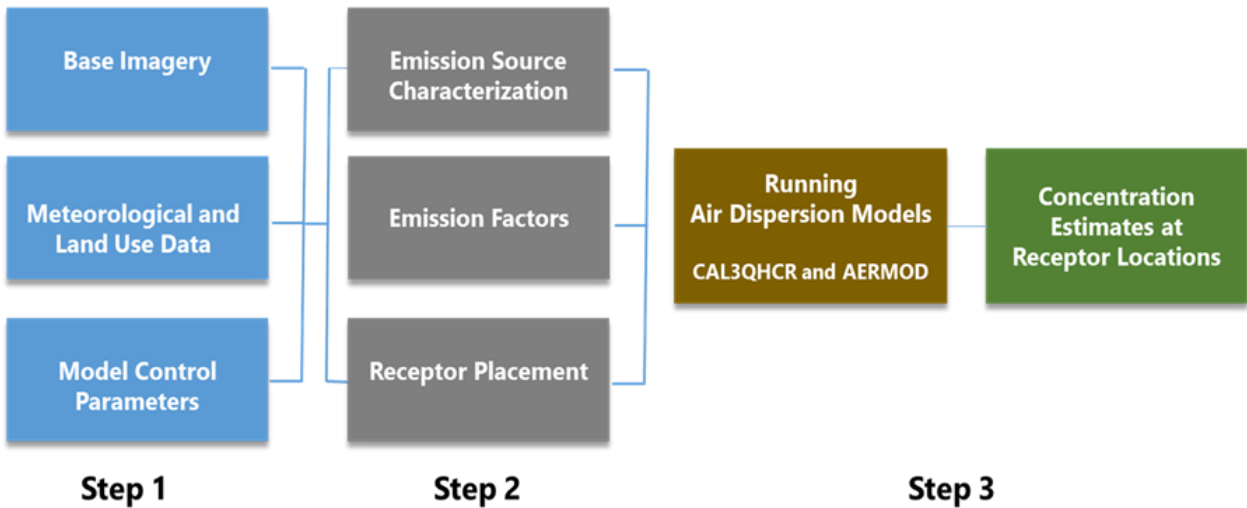 Base Imagery
Meteorological and
Land Use Data
Model Control
Parameters
Step 1
Emission Source
Characterization
Emission Factors
Receptor Placement
Step 2
Running
Air Dispersion Models
CAL3QHCR and AERMOD
Concentration
Estimates at
Receptor Locations
Step 3